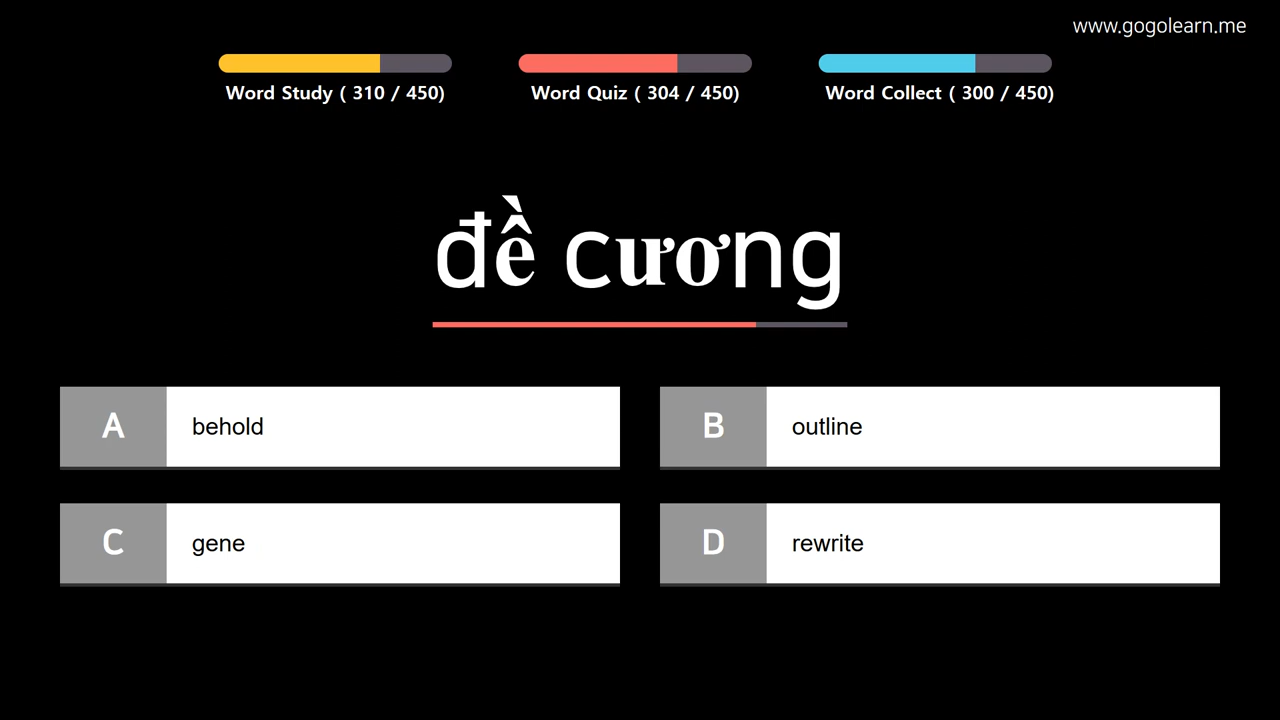 www.gogolearn.me
Word Study ( 310 / 450)
Word Quiz ( 304 / 450)
Word Collect ( 300 / 450)
đề cương
A behold
B outline
C gene
D rewrite